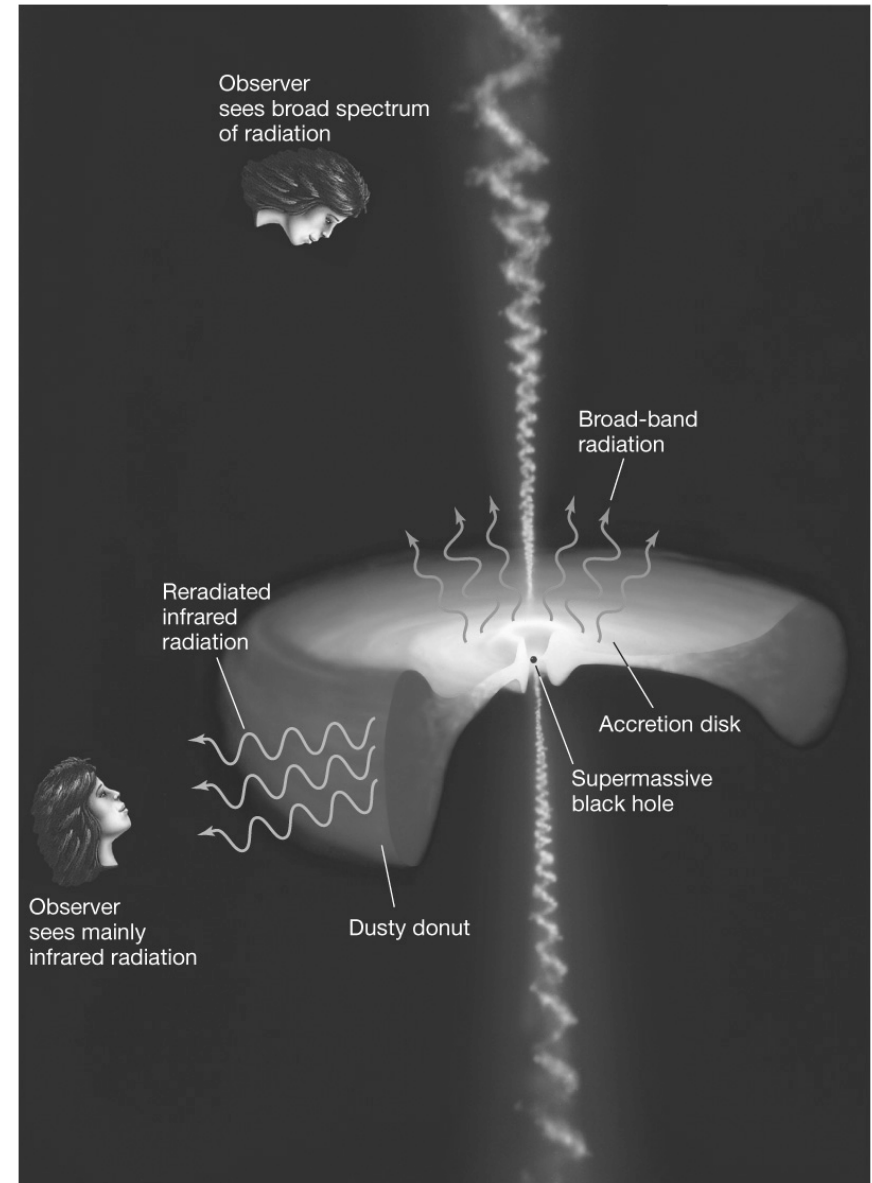 Observer
sees broad spectrum
of radiation
Broad-band
radiation
Reradiated
infrared
radiation
Accretion disk
Supermassive
black hole
Observer
sees mainly
infrared radiation
Dusty donut